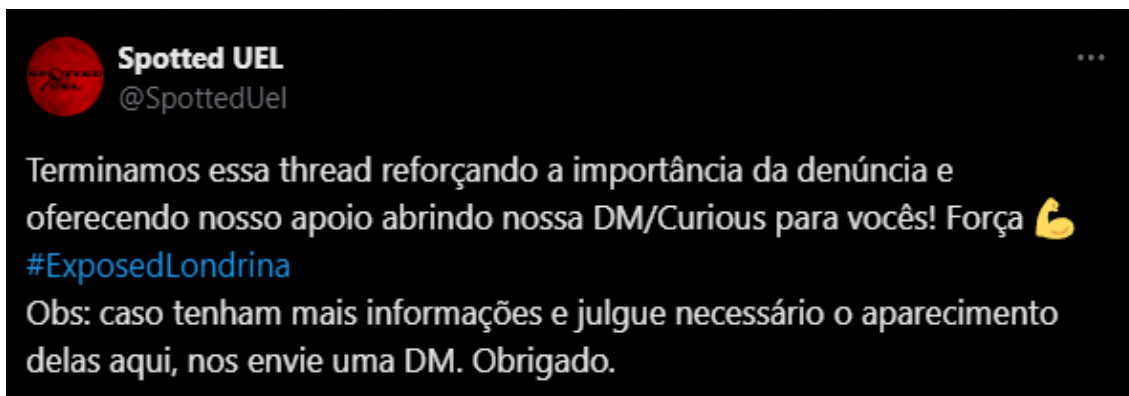 Spotted UEL
@SpottedUel
Terminamos essa thread reforçando a importância da denúncia e
oferecendo nosso apoio abrindo nossa DM/Curious para vocês! Força 💪
#ExposedLondrina
Obs: caso tenham mais informações e julgue necessário o aparecimento
delas aqui, nos envie uma DM. Obrigado.